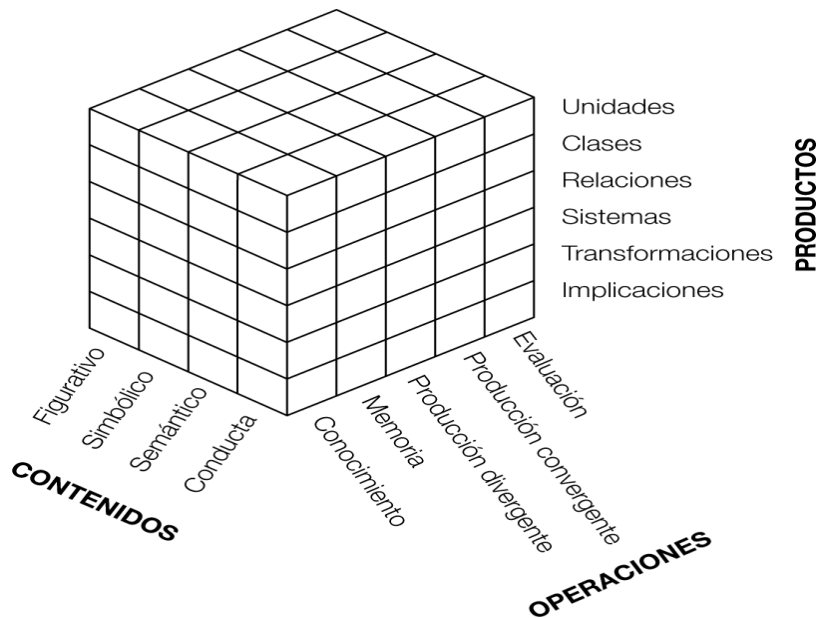 Unidades
Clases
Relaciones
Sistemas
Transformaciones
Implicaciones
PRODUCTOS
Figurativo
Simbólico
Semántico
Conducta
CONTENIDOS
Conocimiento
Memoria
Producción divergente
Producción convergente
Evaluación
OPERACIONES